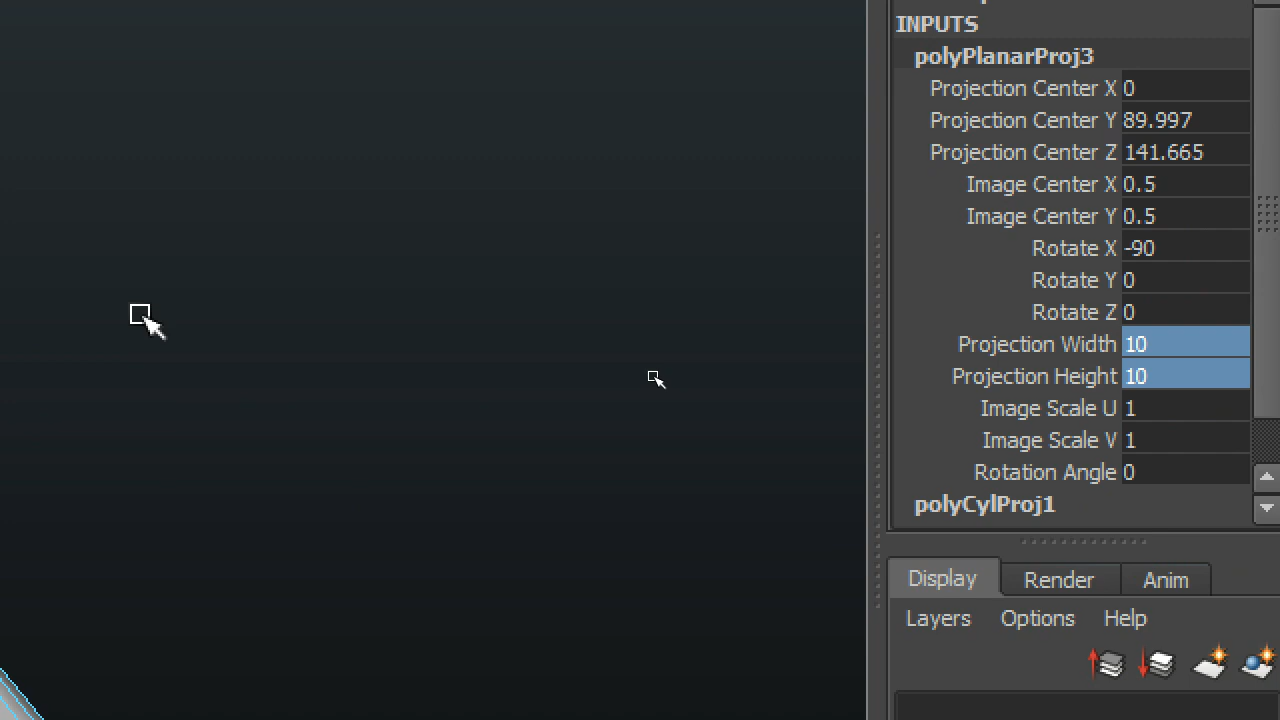 INPUTS
polyPlanarProj3
Projection Center X 0
Projection Center Y 89.997
Projection Center Z 141.665
Image Center X 0.5
Image Center Y 0.5
Rotate X -90
Rotate Y 0
Rotate Z 0
Projection Width 10
Projection Height 10
Image Scale U 1
Image Scale V 1
Rotation Angle 0
polyCylProj1
Display Render Anim
Layers Options Help